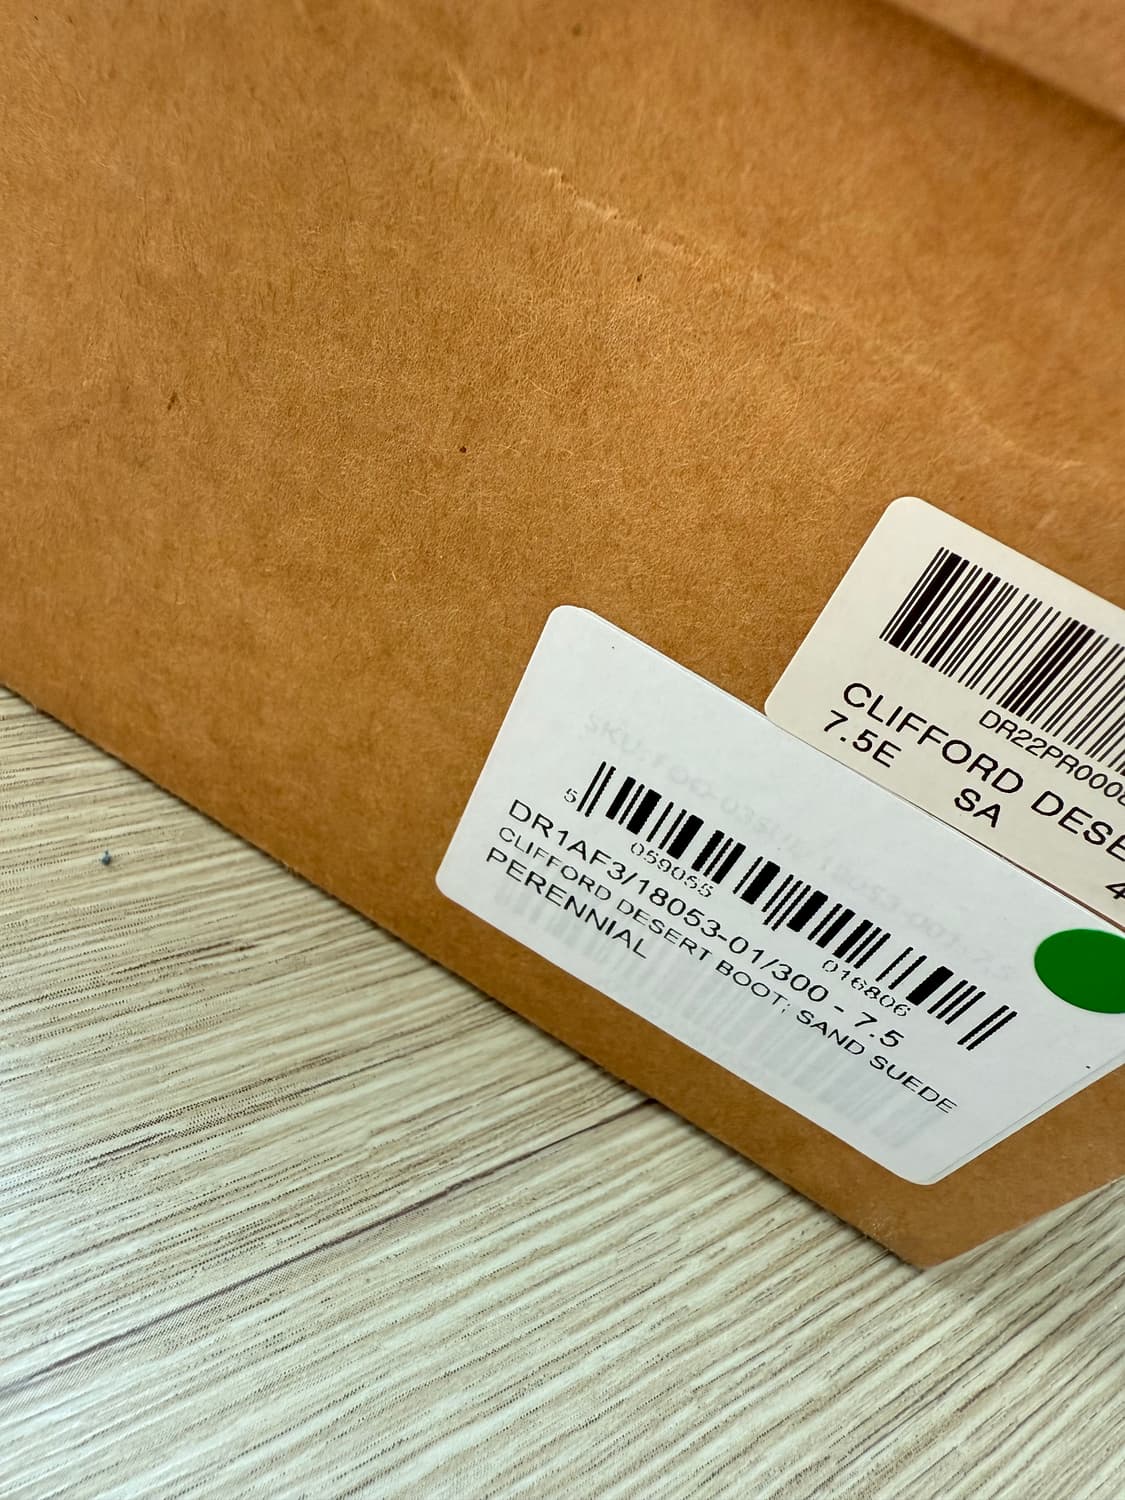 DR22PR0008
CLIFFORD DESE
7.5E SA
4
5 059055 016806
DR1AF3/18053-01/300 - 7.5
CLIFFORD DESERT BOOT; SAND SUEDE
PERENNIAL